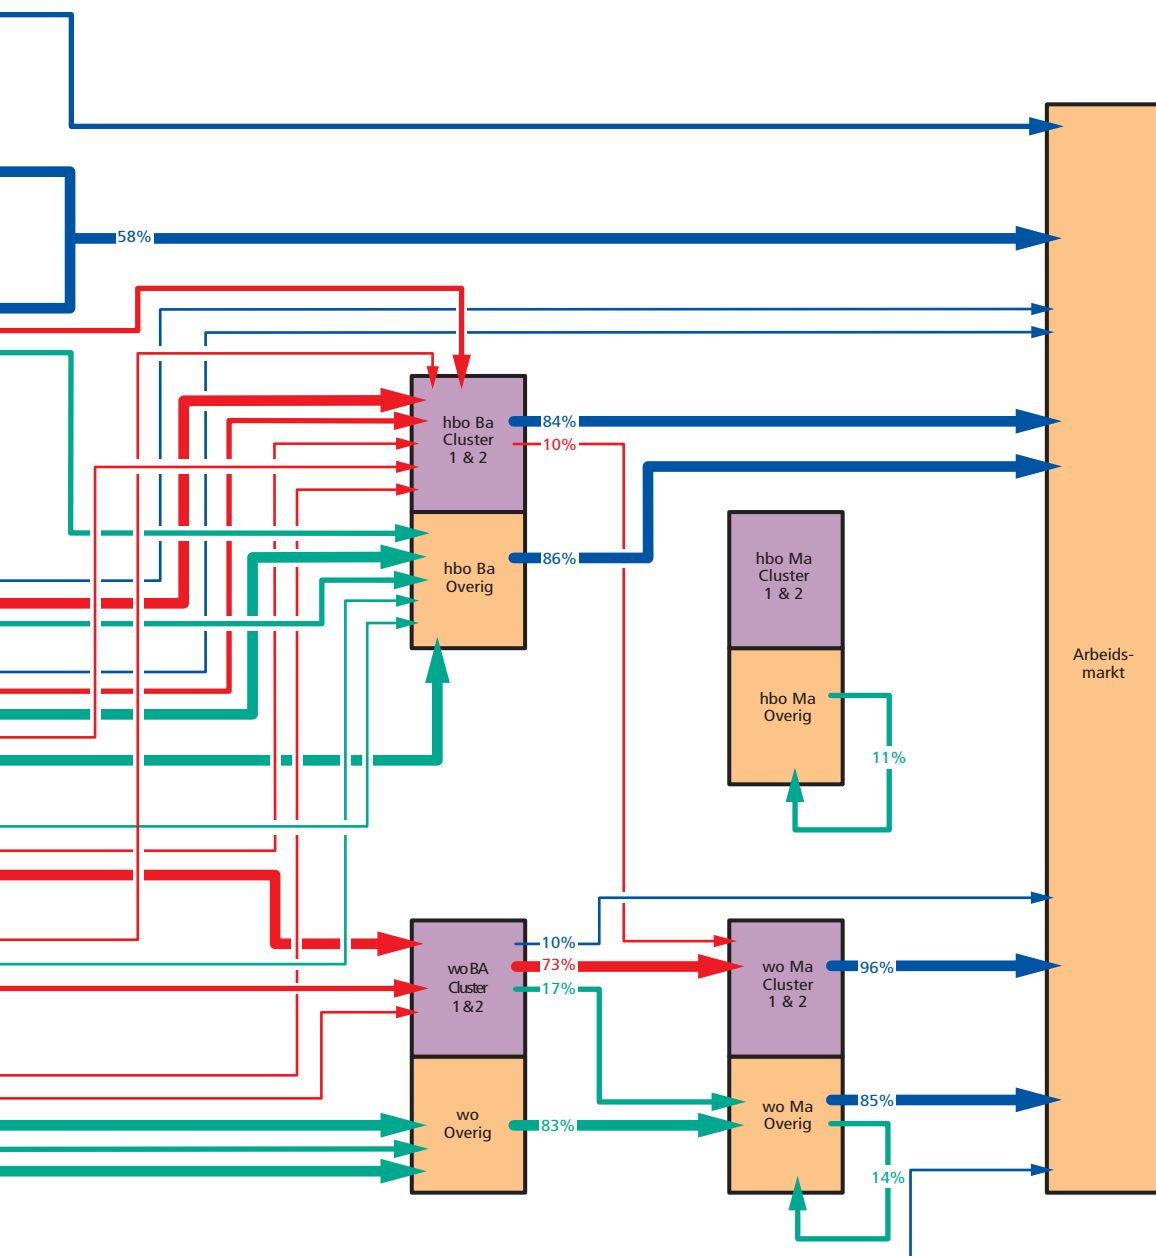 58%
hbo Ba
Cluster
1 & 2
84%
10%
hbo Ba
Overig
86%
hbo Ma
Cluster
1 & 2
hbo Ma
Overig
11%
Arbeids-
markt
wo BA
Cluster
1 & 2
10%
73%
17%
wo Ma
Cluster
1 & 2
96%
wo
Overig
83%
wo Ma
Overig
85%
14%